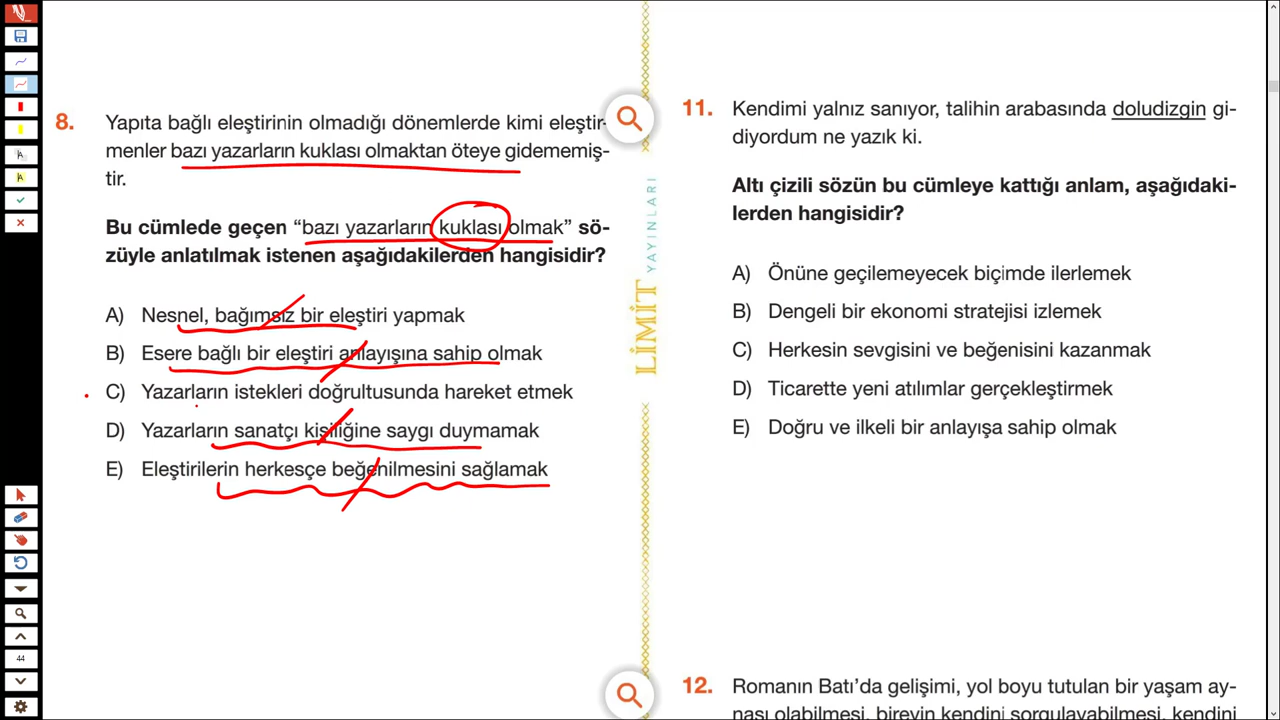 8. Yapıta bağlı eleştirinin olmadığı dönemlerde kimi eleştir-
menler bazı yazarların kuklası olmaktan öteye gidememiş-
tir.
Bu cümlede geçen “bazı yazarların kuklası olmak” sö-
züyle anlatılmak istenen aşağıdakilerden hangisidir?
A) Nesnel, bağımsız bir eleştiri yapmak
B) Esere bağlı bir eleştiri anlayışına sahip olmak
C) Yazarların istekleri doğrultusunda hareket etmek
D) Yazarların sanatçı kişiliğine saygı duymamak
E) Eleştirilerin herkesçe beğenilmesini sağlamak
LİMİT YAYINLARI
11. Kendimi yalnız sanıyor, talihin arabasında doludizgin gi-
diyordum ne yazık ki.
Altı çizili sözün bu cümleye kattığı anlam, aşağıdaki-
lerden hangisidir?
A) Önüne geçilemeyecek biçimde ilerlemek
B) Dengeli bir ekonomi stratejisi izlemek
C) Herkesin sevgisini ve beğenisini kazanmak
D) Ticarette yeni atılımlar gerçekleştirmek
E) Doğru ve ilkeli bir anlayışa sahip olmak
12. Romanın Batı’da gelişimi, yol boyu tutulan bir yaşam ay-
nası olabilmesi, bireyin kendini sorgulayabilmesi, kendini
A
A
44